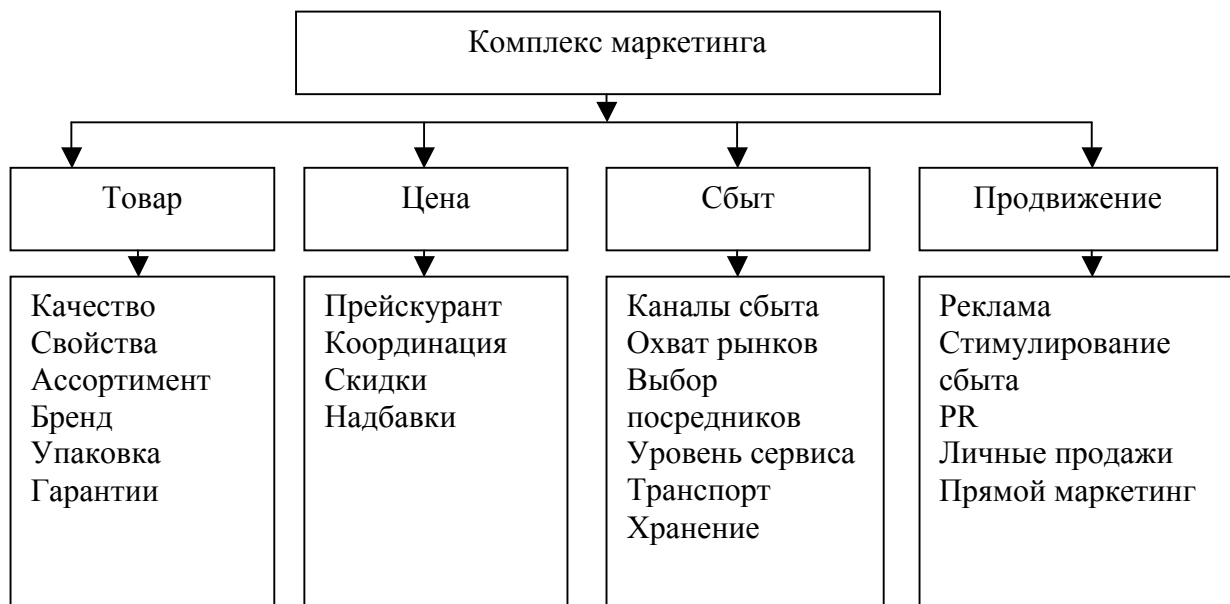 Комплекс маркетинга
Товар
Цена
Сбыт
Продвижение
Качество
Свойства
Ассортимент
Бренд
Упаковка
Гарантии
Прейскурант
Координация
Скидки
Надбавки
Каналы сбыта
Охват рынков
Выбор
посредников
Уровень сервиса
Транспорт
Хранение
Реклама
Стимулирование
сбыта
PR
Личные продажи
Прямой маркетинг